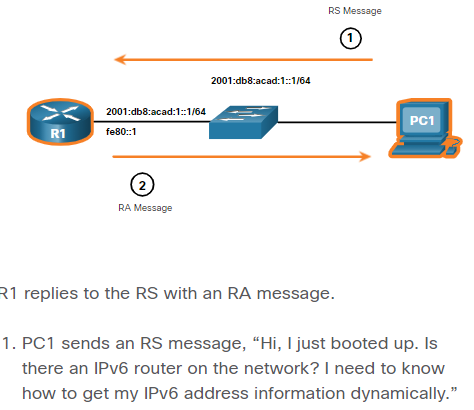 RS Message
1
2001:db8:acad:1::1/64
2001:db8:acad:1::1/64
R1
fe80::1
PC1
2
RA Message
R1 replies to the RS with an RA message.
1. PC1 sends an RS message, “Hi, I just booted up. Is
there an IPv6 router on the network? I need to know
how to get my IPv6 address information dynamically.”